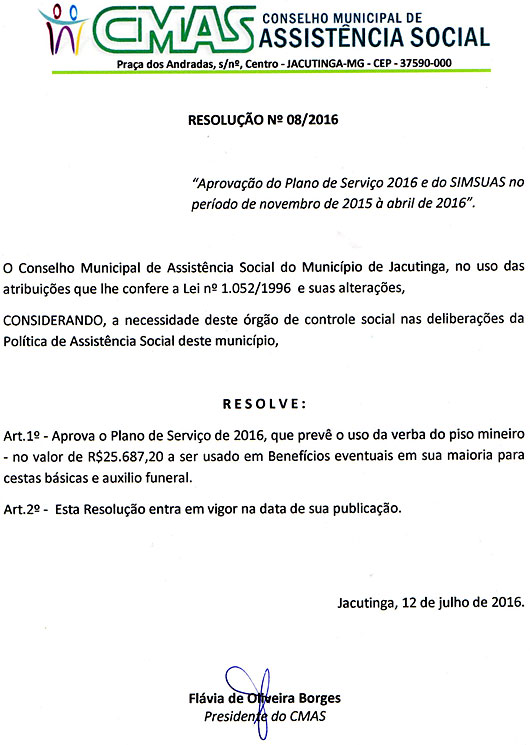 CMAS
CONSELHO MUNICIPAL DE
ASSISTÊNCIA SOCIAL
Praça dos Andradas, s/nº, Centro - JACUTINGA-MG - CEP - 37590-000
RESOLUÇÃO Nº 08/2016
“Aprovação do Plano de Serviço 2016 e do SIMSUAS no
período de novembro de 2015 à abril de 2016”.
O Conselho Municipal de Assistência Social do Município de Jacutinga, no uso das
atribuições que lhe confere a Lei nº 1.052/1996 e suas alterações,
CONSIDERANDO, a necessidade deste órgão de controle social nas deliberações da
Política de Assistência Social deste município,
R E S O L V E :
Art.1º - Aprova o Plano de Serviço de 2016, que prevê o uso da verba do piso mineiro
- no valor de R$25.687,20 a ser usado em Benefícios eventuais em sua maioria para
cestas básicas e auxilio funeral.
Art.2º - Esta Resolução entra em vigor na data de sua publicação.
Jacutinga, 12 de julho de 2016.
Flávia de Oliveira Borges
Presidente do CMAS